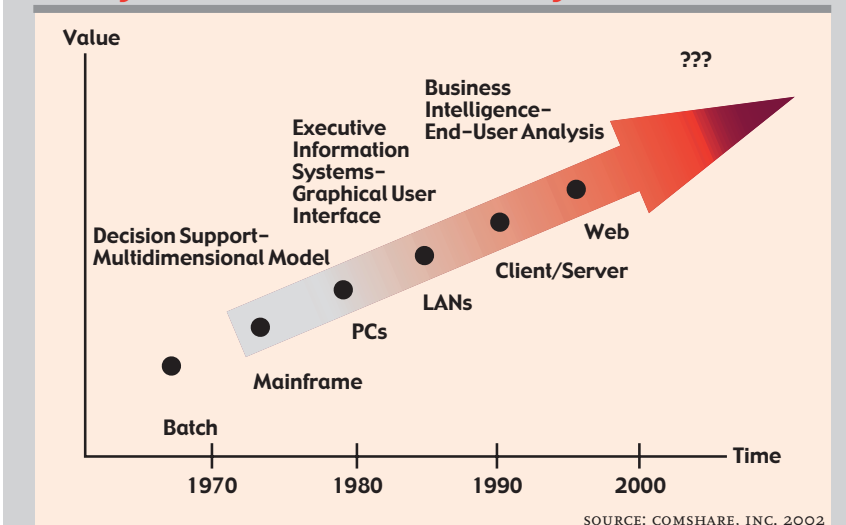 Value
???
Business
Intelligence–
End-User Analysis
Executive
Information
Systems–
Graphical User
Interface
Decision Support–
Multidimensional Model
Web
Client/Server
LANs
PCs
Mainframe
Batch
Time
1970
1980
1990
2000
SOURCE: COMSHARE, INC. 2002